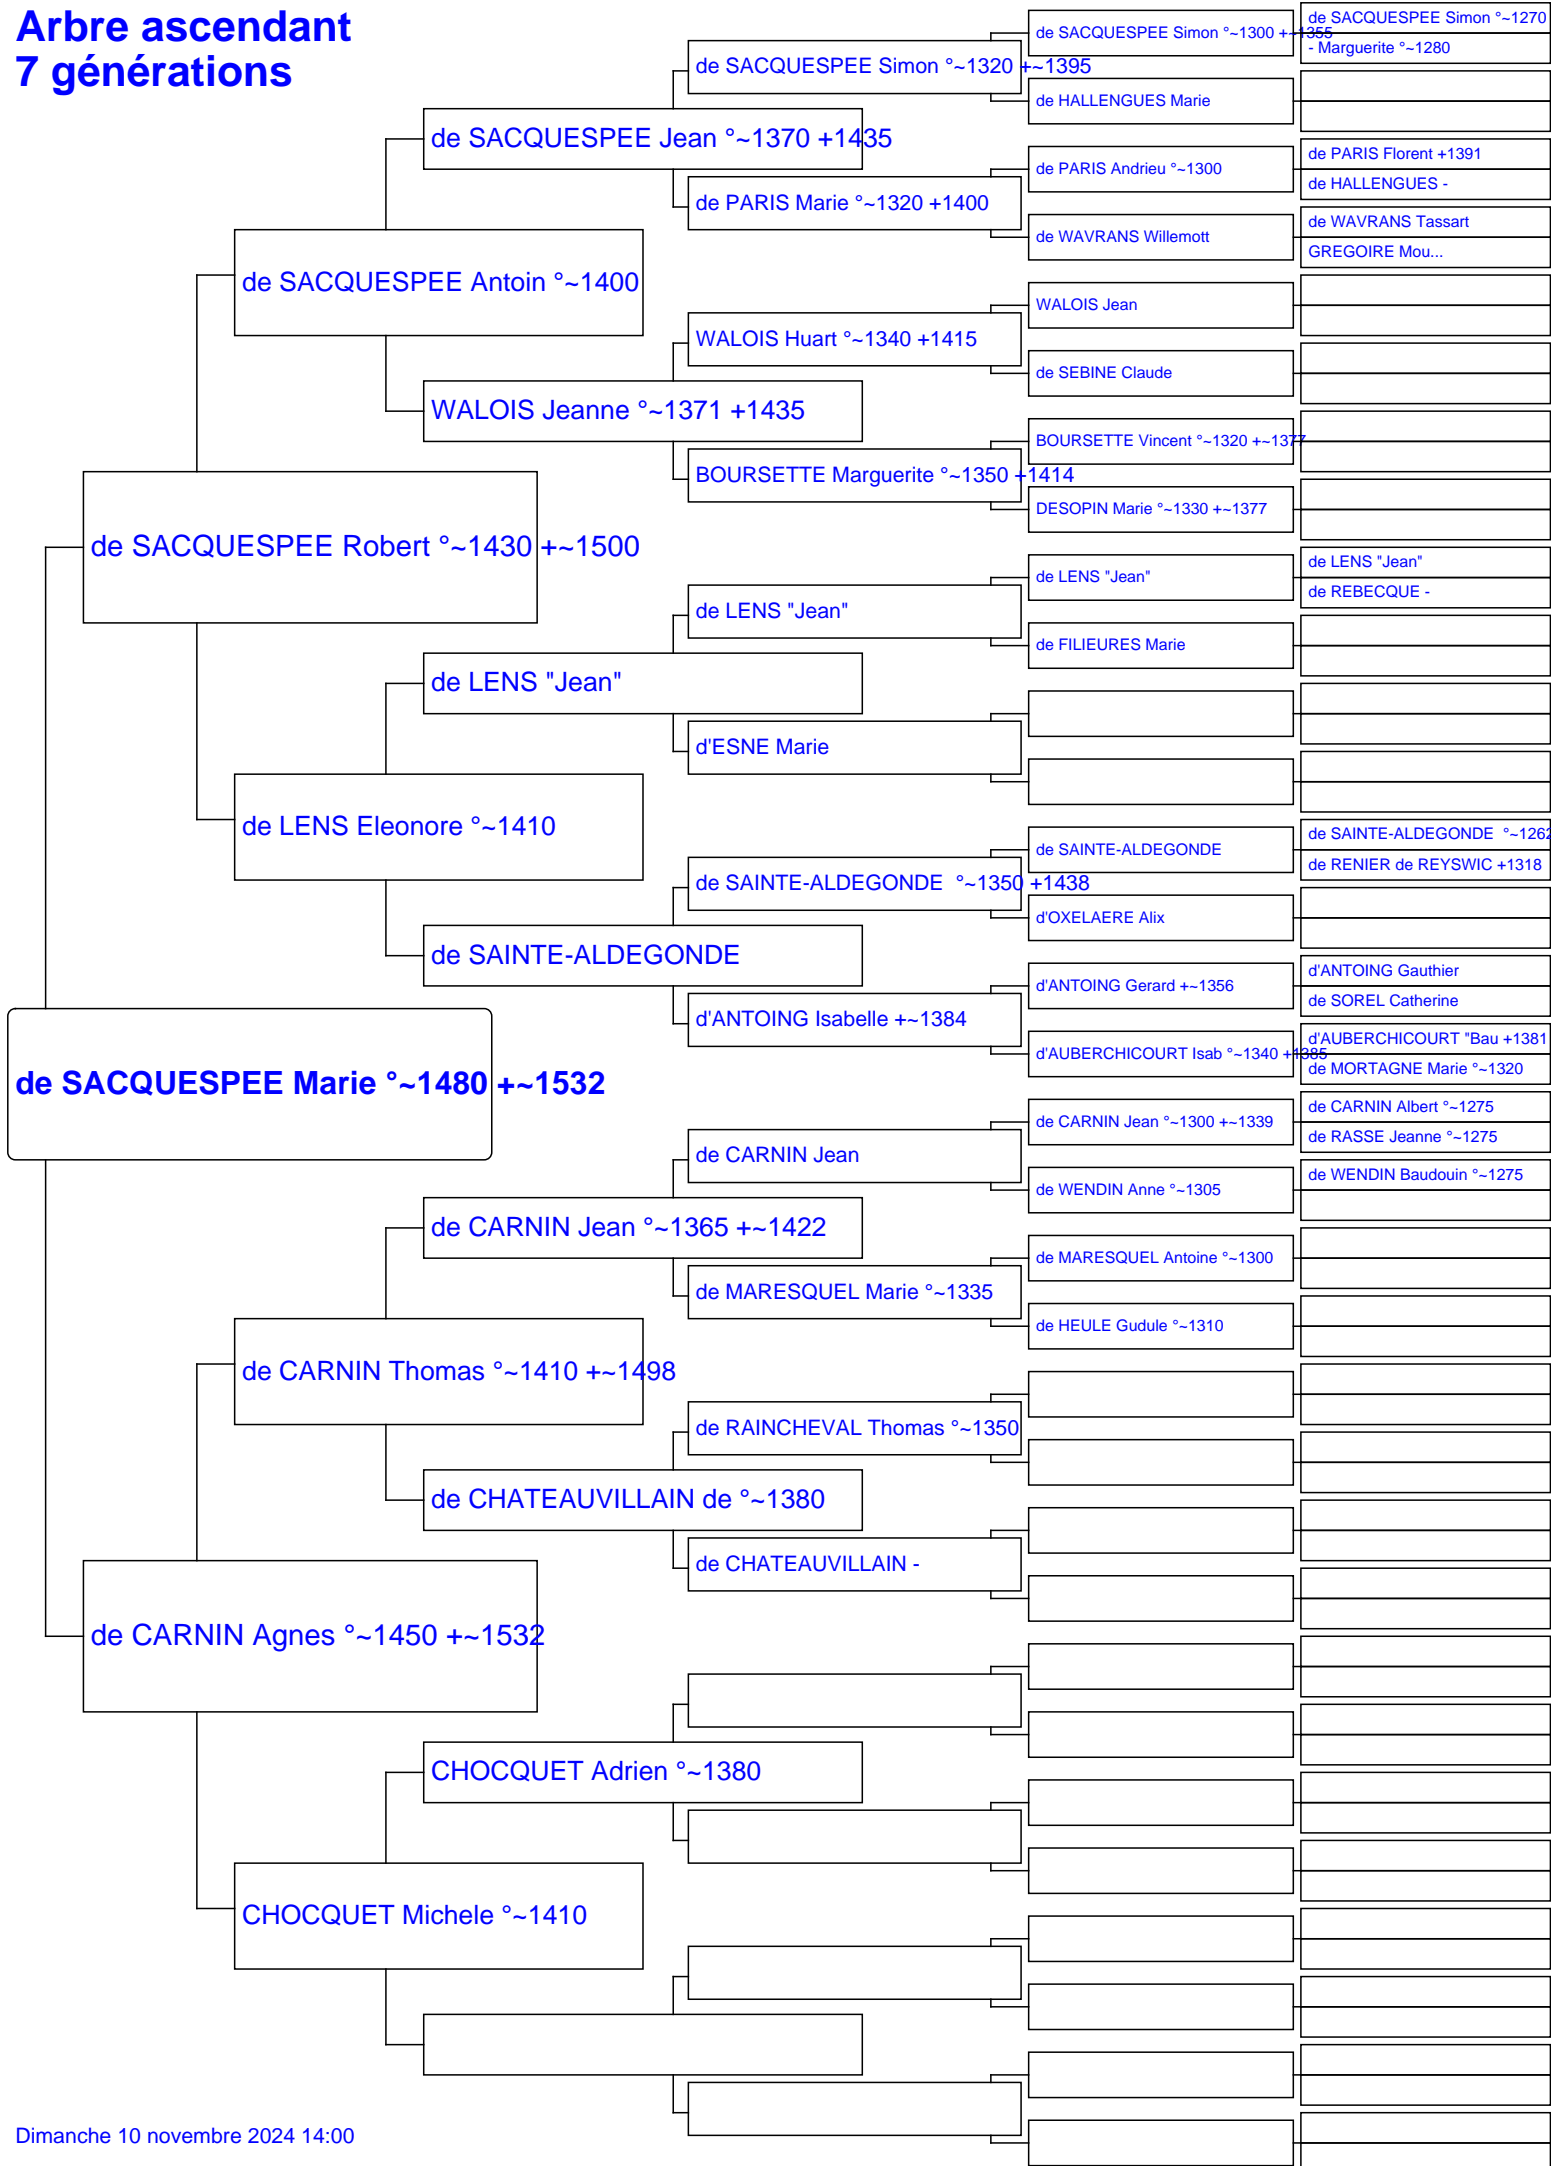 Arbre ascendant
7 générations
de SACQUESPEE Marie °~1480 +~1532
de SACQUESPEE Robert °~1430 +~1500
de CARNIN Agnes °~1450 +~1532
de SACQUESPEE Antoin °~1400
de LENS Eleonore °~1410
de CARNIN Thomas °~1410 +~1498
CHOCQUET Michele °~1410
de SACQUESPEE Jean °~1370 +1435
WALOIS Jeanne °~1371 +1435
de LENS "Jean"
de SAINTE-ALDEGONDE
de CARNIN Jean °~1365 +~1422
de CHATEAUVILLAIN de °~1380
CHOCQUET Adrien °~1380
de SACQUESPEE Simon °~1320 +~1395
de PARIS Marie °~1320 +1400
WALOIS Huart °~1340 +1415
BOURSETTE Marguerite °~1350 +1414
de LENS "Jean"
d'ESNE Marie
de SAINTE-ALDEGONDE °~1350 +1438
d'ANTOING Isabelle +~1384
de CARNIN Jean
de MARESQUEL Marie °~1335
de RAINCHEVAL Thomas °~1350
de CHATEAUVILLAIN -
de SACQUESPEE Simon °~1300 +~1355
de HALLENGUES Marie
de PARIS Andrieu °~1300
de WAVRANS Willemott
WALOIS Jean
de SEBINE Claude
BOURSETTE Vincent °~1320 +~1377
DESOPIN Marie °~1330 +~1377
de LENS "Jean"
de FILIEURES Marie
de SAINTE-ALDEGONDE
d'OXELAERE Alix
d'ANTOING Gerard +~1356
d'AUBERCHICOURT Isab °~1340 +1385
de CARNIN Jean °~1300 +~1339
de WENDIN Anne °~1305
de MARESQUEL Antoine °~1300
de HEULE Gudule °~1310
de SACQUESPEE Simon °~1270
- Marguerite °~1280
de PARIS Florent +1391
de HALLENGUES -
de WAVRANS Tassart
GREGOIRE Mou...
de LENS "Jean"
de REBECQUE -
de SAINTE-ALDEGONDE °~1262
de RENIER de REYSWIC +1318
d'ANTOING Gauthier
de SOREL Catherine
d'AUBERCHICOURT "Bau +1381
de MORTAGNE Marie °~1320
de CARNIN Albert °~1275
de RASSE Jeanne °~1275
de WENDIN Baudouin °~1275
Dimanche 10 novembre 2024 14:00